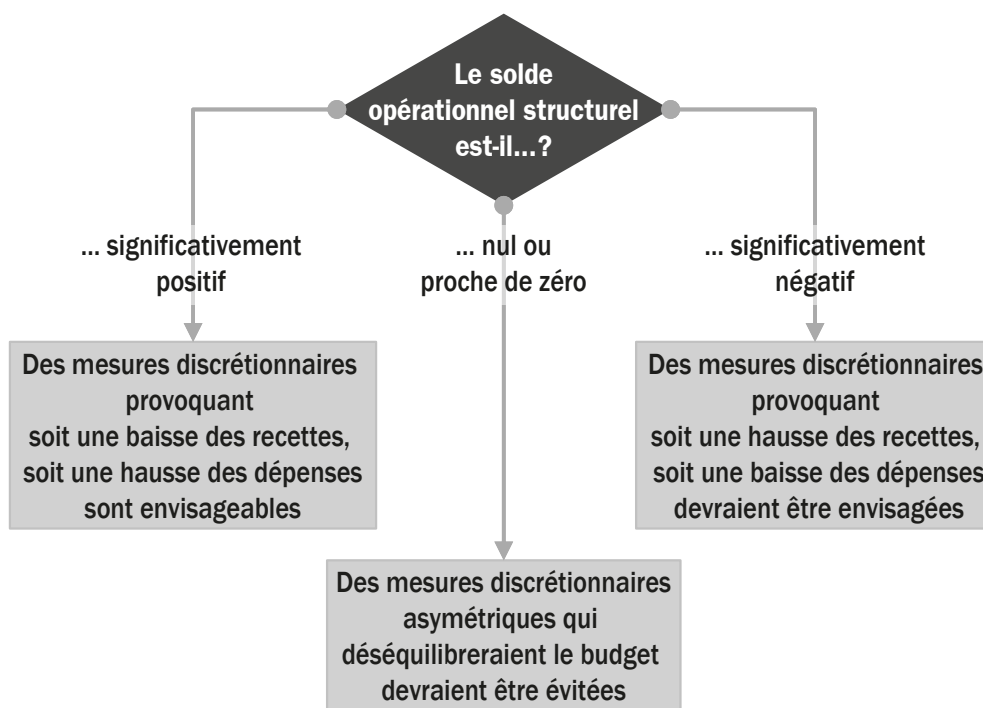 Le solde
opérationnel structurel
est-il...?
... significativement
positif
... nul ou
proche de zéro
... significativement
négatif
Des mesures discrétionnaires
provoquant
soit une baisse des recettes,
soit une hausse des dépenses
sont envisageables
Des mesures discrétionnaires
provoquant
soit une hausse des recettes,
soit une baisse des dépenses
devraient être envisagées
Des mesures discrétionnaires
asymétriques qui
déséquilibreraient le budget
devraient être évitées